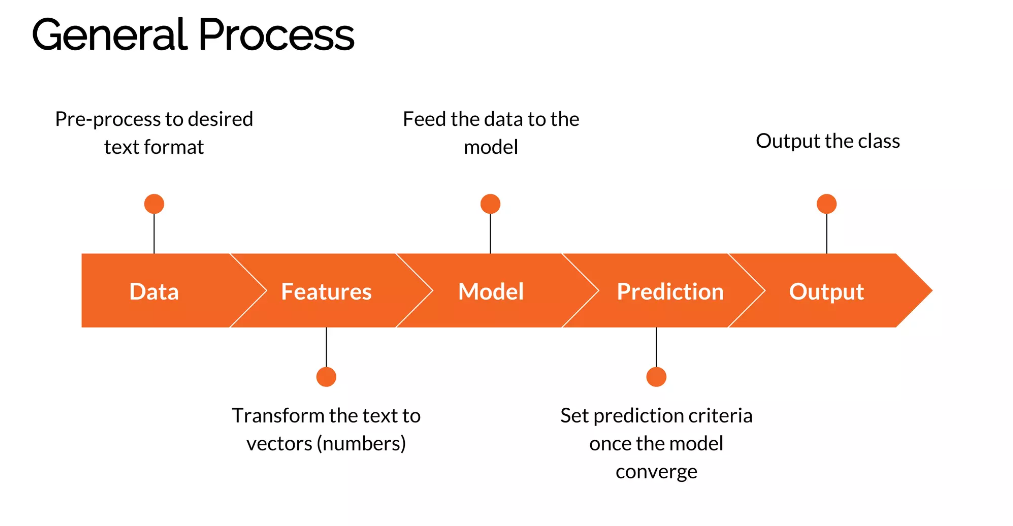 General Process
Pre-process to desired
text format
Feed the data to the
model
Output the class
Data
Features
Model
Prediction
Output
Transform the text to
vectors (numbers)
Set prediction criteria
once the model
converge